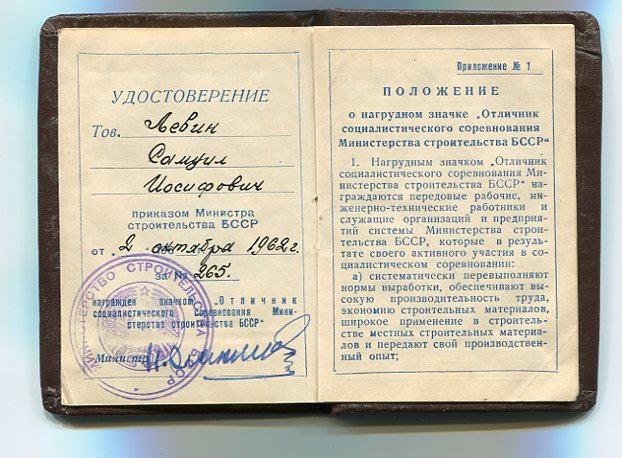 УДОСТОВЕРЕНИЕ
Тов. Левин
Самуил
Иосифович
приказом Министра
строительства БССР
от 2 октября 1962 г.
за № 265.
награжден значком „Отличник
социалистического соревнования Мини-
стерства строительства БССР“
Министр
МИНИСТЕРСТВО СТРОИТЕЛЬСТВА БССР
Приложение № 1
ПОЛОЖЕНИЕ
о нагрудном значке „Отличник
социалистического соревнования
Министерства строительства БССР“
1. Нагрудным значком „Отличник
социалистического соревнования Ми-
нистерства строительства БССР“ на-
граждаются передовые рабочие, ин-
женерно-технические работники и
служащие организаций и предприя-
тий системы Министерства строи-
тельства БССР, которые в резуль-
тате своего активного участия в со-
циалистическом соревновании:
а) систематически перевыполняют
нормы выработки, обеспечивают вы-
сокую производительность труда,
экономию строительных материалов,
широкое применение в строитель-
стве местных строительных материа-
лов и передают свой производствен-
ный опыт;